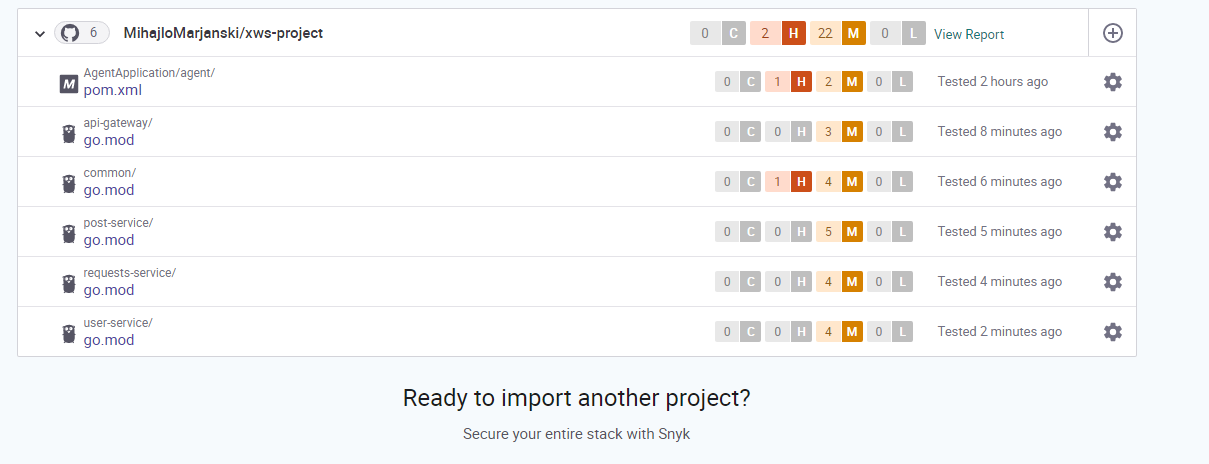 6 MihajloMarjanski/xws-project 0 C 2 H 22 M 0 L View Report
AgentApplication/agent/
M pom.xml 0 C 1 H 2 M 0 L Tested 2 hours ago
api-gateway/
go.mod 0 C 0 H 3 M 0 L Tested 8 minutes ago
common/
go.mod 0 C 1 H 4 M 0 L Tested 6 minutes ago
post-service/
go.mod 0 C 0 H 5 M 0 L Tested 5 minutes ago
requests-service/
go.mod 0 C 0 H 4 M 0 L Tested 4 minutes ago
user-service/
go.mod 0 C 0 H 4 M 0 L Tested 2 minutes ago
Ready to import another project?
Secure your entire stack with Snyk